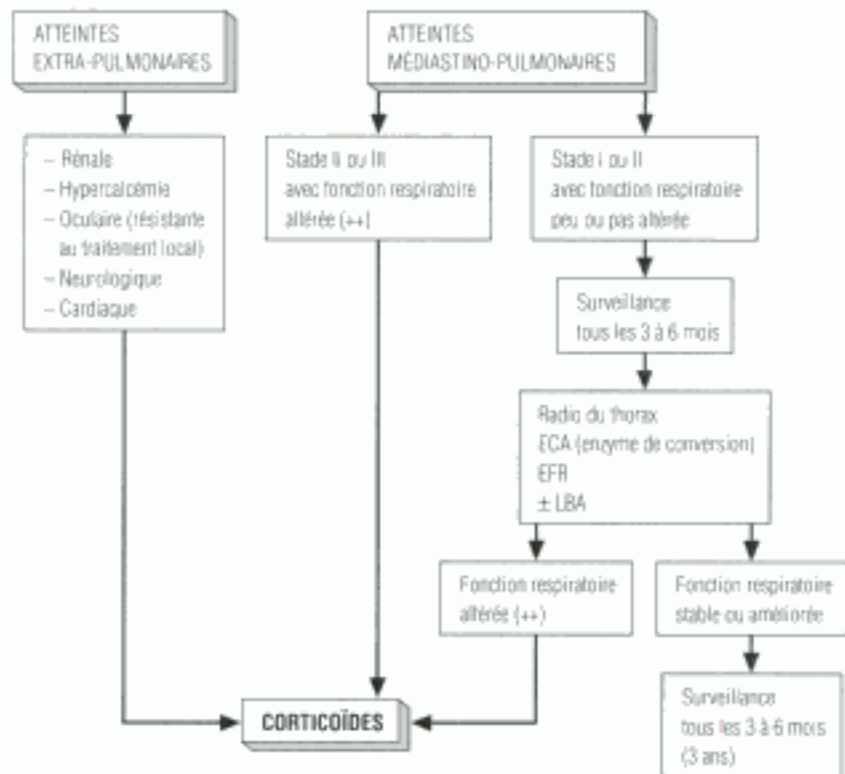 ATTEINTES
EXTRA-PULMONAIRES
ATTEINTES
MÉDIASTINO-PULMONAIRES
– Rénale
– Hypercalcémie
– Oculaire (résistante
au traitement local)
– Neurologique
– Cardiaque
Stade II ou III
avec fonction respiratoire
altérée (++)
Stade I ou II
avec fonction respiratoire
peu ou pas altérée
Surveillance
tous les 3 à 6 mois
Radio du thorax
ECA (enzyme de conversion)
EFR
± LBA
Fonction respiratoire
altérée (++)
Fonction respiratoire
stable ou améliorée
CORTICOÏDES
Surveillance
tous les 3 à 6 mois
(3 ans)